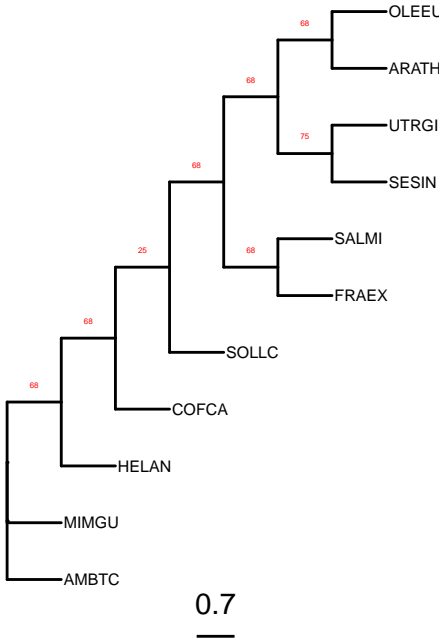 OLEEU
68
ARATH
68
UTRGI
75
68
SESIN
SALMI
68
25
FRAEX
68
SOLLC
68
COFCA
HELAN
MIMGU
AMBTC
0.7